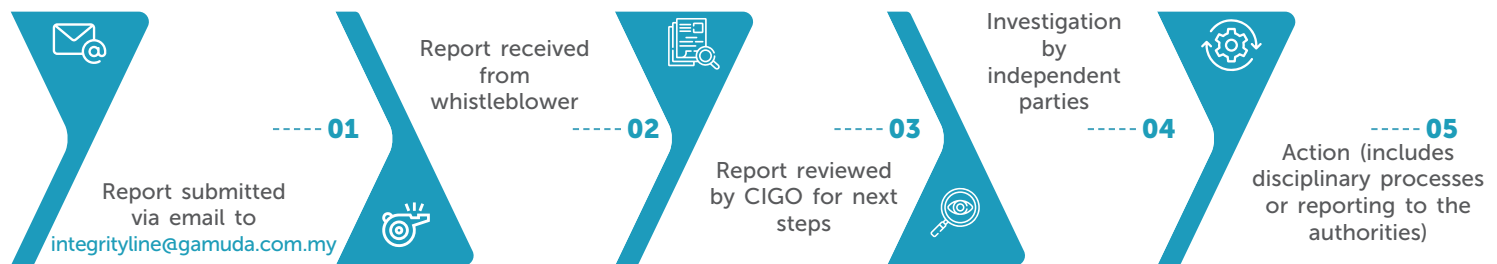 Report submitted
via email to
integrityline@gamuda.com.my
01
Report received
from
whistleblower
02
Report reviewed
by CIGO for next
steps
03
Investigation
by
independent
parties
04
05
Action (includes
disciplinary processes
or reporting to the
authorities)